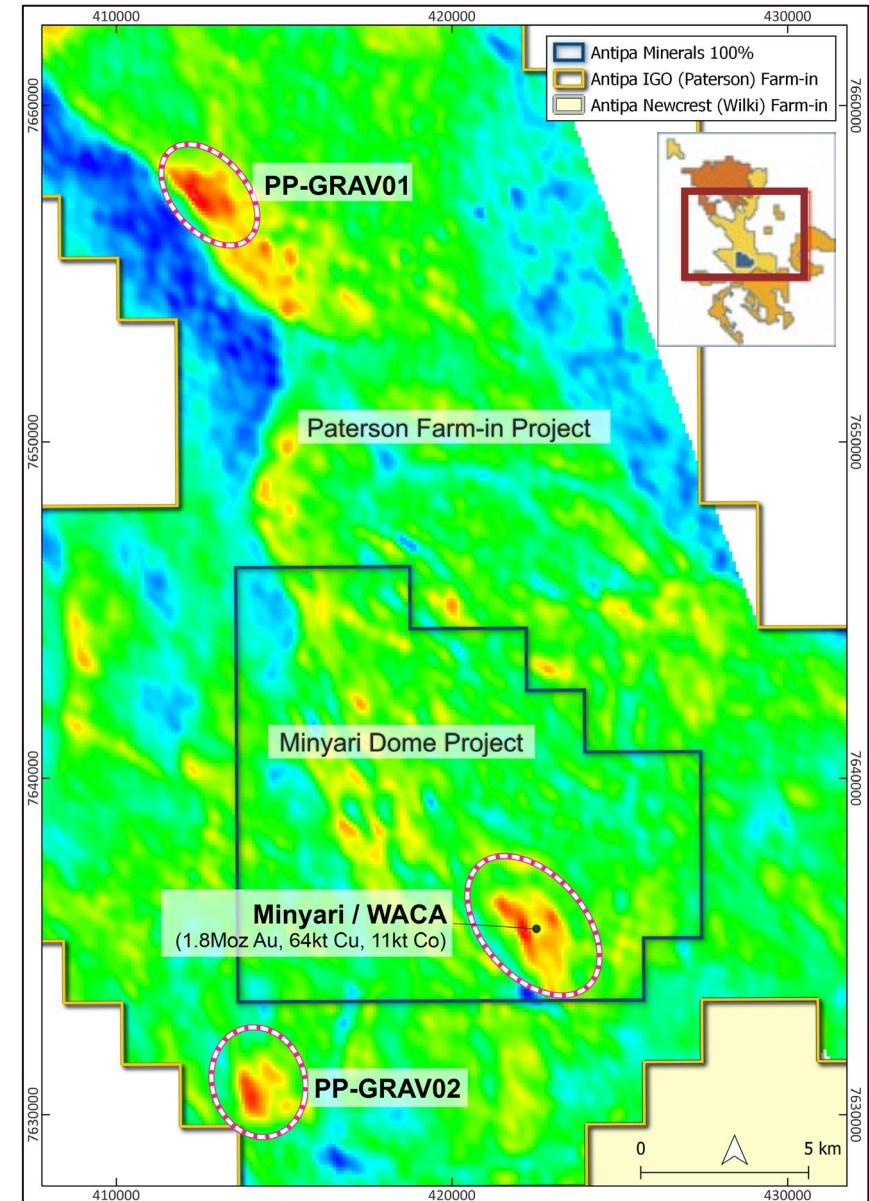 410000
420000
430000
Antipa Minerals 100%
Antipa IGO (Paterson) Farm-in
Antipa Newcrest (Wilki) Farm-in
7660000
7660000
PP-GRAV01
7650000
Paterson Farm-in Project
7650000
Minyari Dome Project
7640000
7640000
Minyari / WACA
(1.8Moz Au, 64kt Cu, 11kt Co)
PP-GRAV02
7630000
7630000
0
5 km
410000
420000
430000